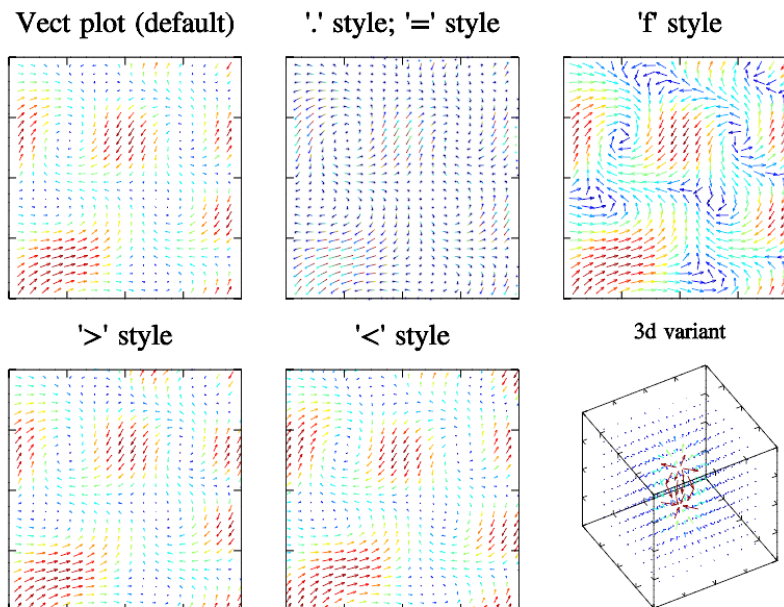 Vect plot (default)
'.' style; '=' style
'f' style
'>' style
'<' style
3d variant